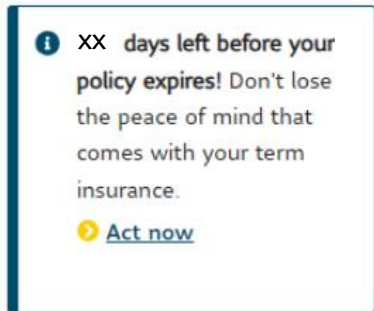 XX days left before your
policy expires! Don't lose
the peace of mind that
comes with your term
insurance.
Act now